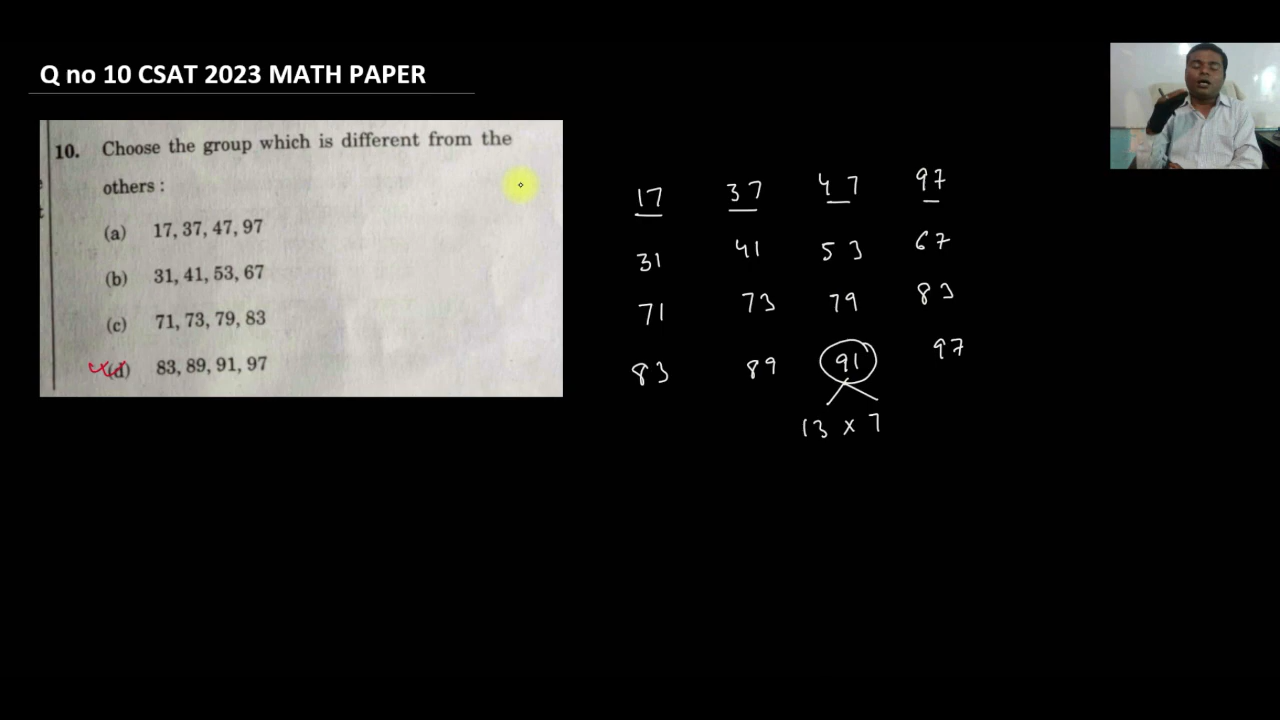 Q no 10 CSAT 2023 MATH PAPER
10. Choose the group which is different from the
others :
(a) 17, 37, 47, 97
(b) 31, 41, 53, 67
(c) 71, 73, 79, 83
(d) 83, 89, 91, 97
17 37 47 97
31 41 53 67
71 73 79 83
83 89 91 97
13 x 7